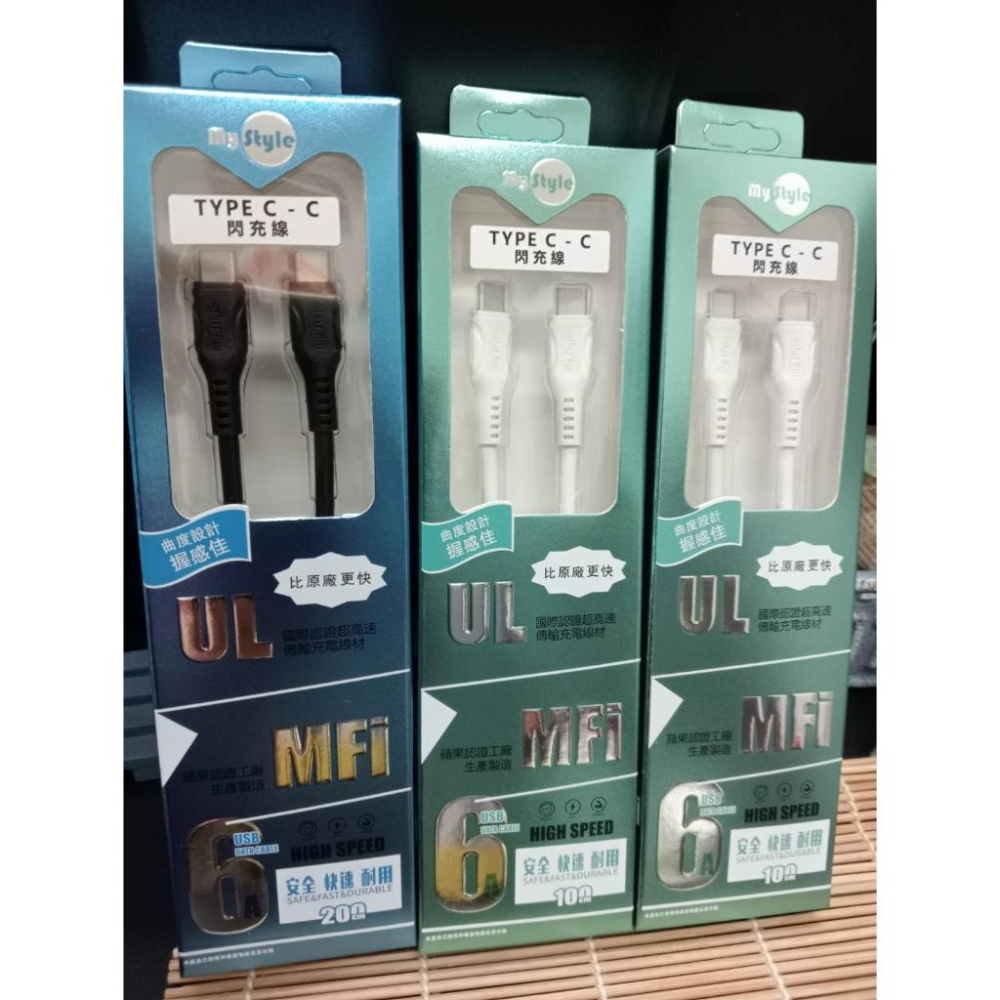 My Style
TYPE C - C
閃充線
曲度設計
握感佳
比原廠更快
UL
國際認證超高速
傳輸充電線材
MFi
蘋果認證工廠
生產製造
6A
USB
DATA CABLE
HIGH SPEED
安全 快速 耐用
SAFE&FAST&DURABLE
200cm
My Style
TYPE C - C
閃充線
曲度設計
握感佳
比原廠更快
UL
國際認證超高速
傳輸充電線材
MFi
蘋果認證工廠
生產製造
6A
USB
DATA CABLE
HIGH SPEED
安全 快速 耐用
SAFE&FAST&DURABLE
100cm
My Style
TYPE C - C
閃充線
曲度設計
握感佳
比原廠更快
UL
國際認證超高速
傳輸充電線材
MFi
蘋果認證工廠
生產製造
6A
USB
DATA CABLE
HIGH SPEED
安全 快速 耐用
SAFE&FAST&DURABLE
100cm